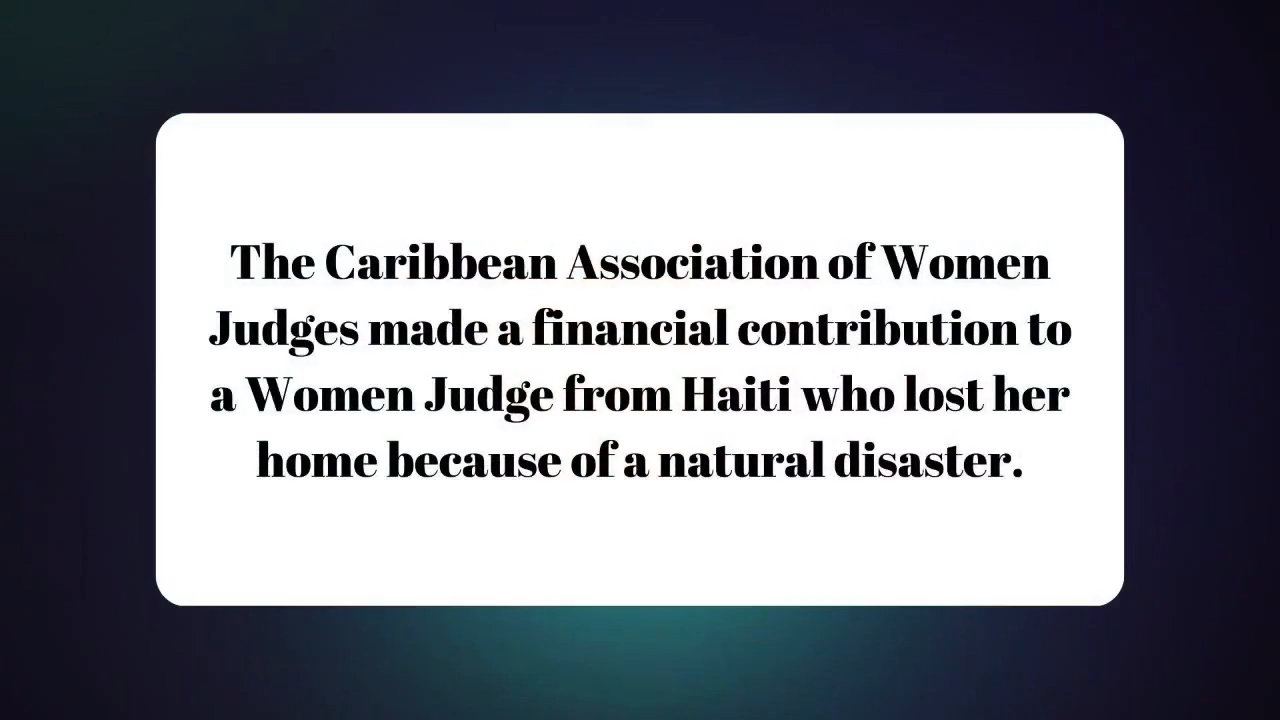 The Caribbean Association of Women
Judges made a financial contribution to
a Women Judge from Haiti who lost her
home because of a natural disaster.